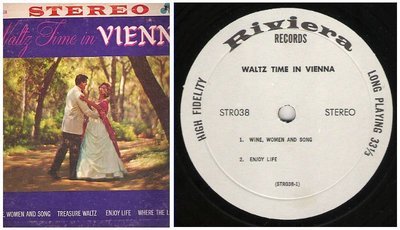 STEREO
Waltz Time in VIENN
E, WOMEN AND SONG TREASURE WALTZ ENJOY LIFE WHERE THE L
Riviera
RECORDS
WALTZ TIME IN VIENNA
HIGH FIDELITY
STR038
STEREO
LONG PLAYING 33⅓
1. WINE, WOMEN AND SONG
2. ENJOY LIFE
(STR038-1)